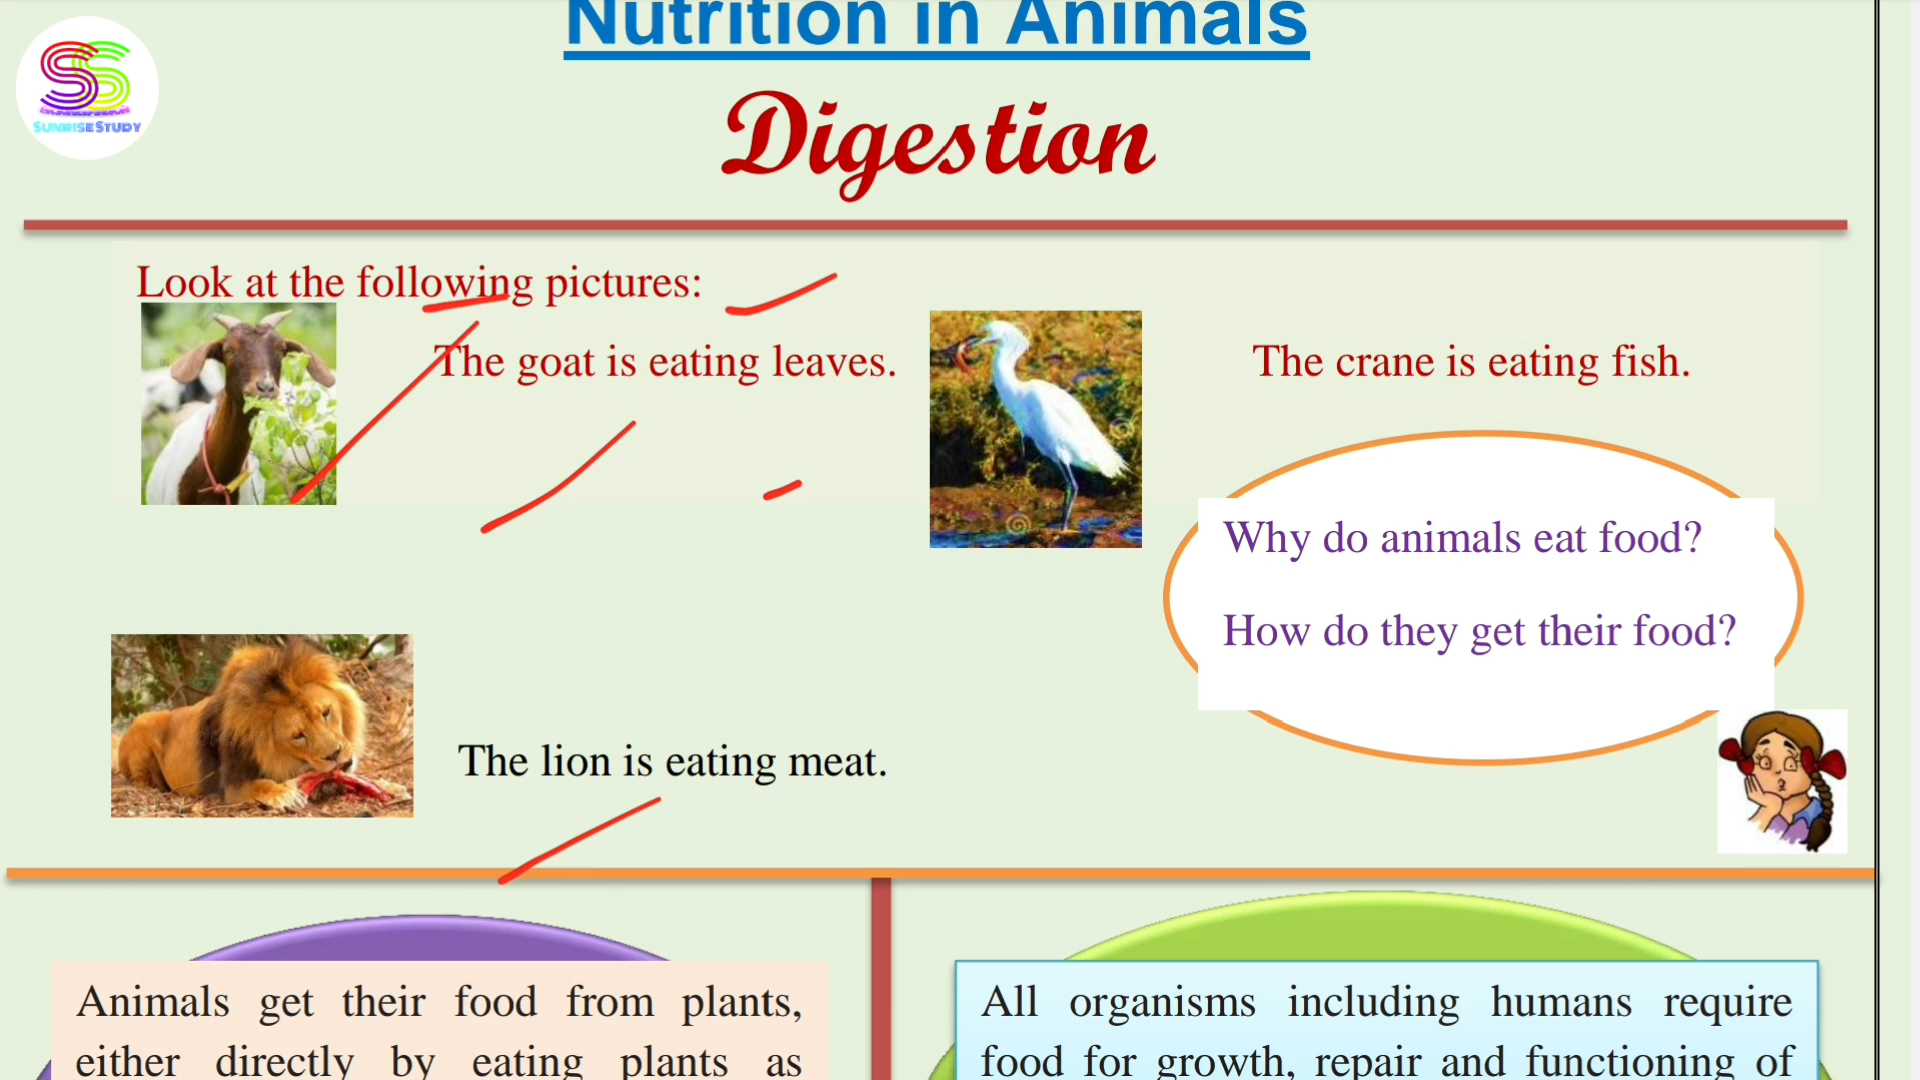 Nutrition in Animals
SUNRISESTUDY
Digestion
Look at the following pictures:
The goat is eating leaves.
The crane is eating fish.
Why do animals eat food?
How do they get their food?
The lion is eating meat.
Animals get their food from plants,
either directly by eating plants as
All organisms including humans require
food for growth, repair and functioning of